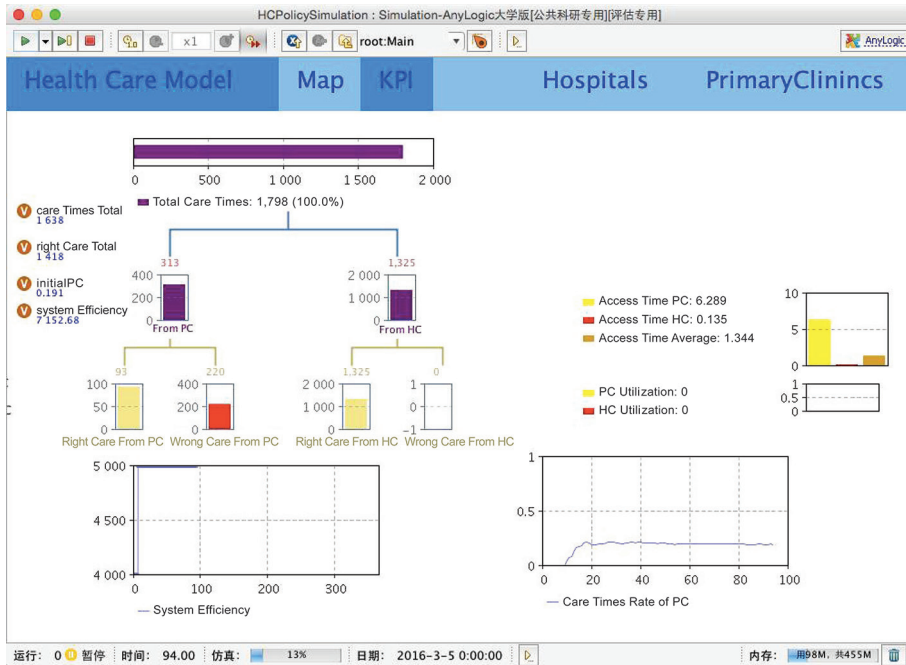 HCPolicySimulation : Simulation-AnyLogic大学版[公共科研专用][评估专用]
x1
root:Main
AnyLogic
Health Care Model
Map
KPI
Hospitals
PrimaryClinincs
0 500 1 000 1 500 2 000
Total Care Times: 1,798 (100.0%)
care Times Total
1 638
right Care Total
1 418
initialPC
0.191
system Efficiency
7 152.68
313
400
200
0
From PC
1,325
2 000
1 000
0
From HC
93
100
50
0
Right Care From PC
220
400
200
0
Wrong Care From PC
1,325
2 000
1 000
0
Right Care From HC
0
1
0
-1
Wrong Care From HC
Access Time PC: 6.289
Access Time HC: 0.135
Access Time Average: 1.344
10
5
0
PC Utilization: 0
HC Utilization: 0
1
0.5
0
5 000
4 500
4 000
0 100 200 300
System Efficiency
1
0.5
0
0 20 40 60 80 100
Care Times Rate of PC
运行: 0 暂停 时间: 94.00 仿真: 13% 日期: 2016-3-5 0:00:00 内存: 用98M, 共455M